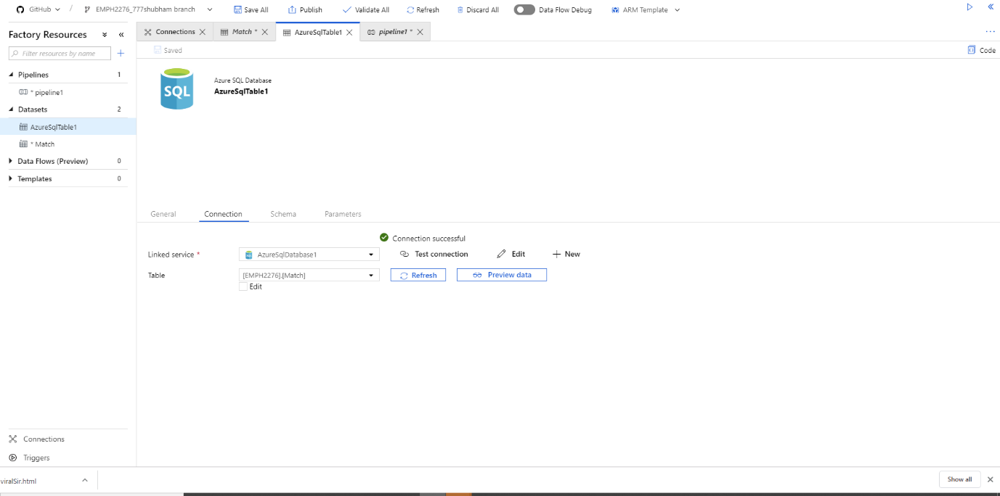 GitHub / EMPH2276_777shubham branch Save All Publish Validate All Refresh Discard All Data Flow Debug ARM Template
Factory Resources
Filter resources by name
Pipelines 1
* pipeline1
Datasets 2
AzureSqlTable1
* Match
Data Flows (Preview) 0
Templates 0
Connections
Triggers
Connections Match * AzureSqlTable1 pipeline1 *
Saved Code
SQL
Azure SQL Database
AzureSqlTable1
General Connection Schema Parameters
Connection successful
Linked service * AzureSqlDatabase1 Test connection Edit New
Table [EMPH2276].[Match] Refresh Preview data
Edit
viralSir.html Show all